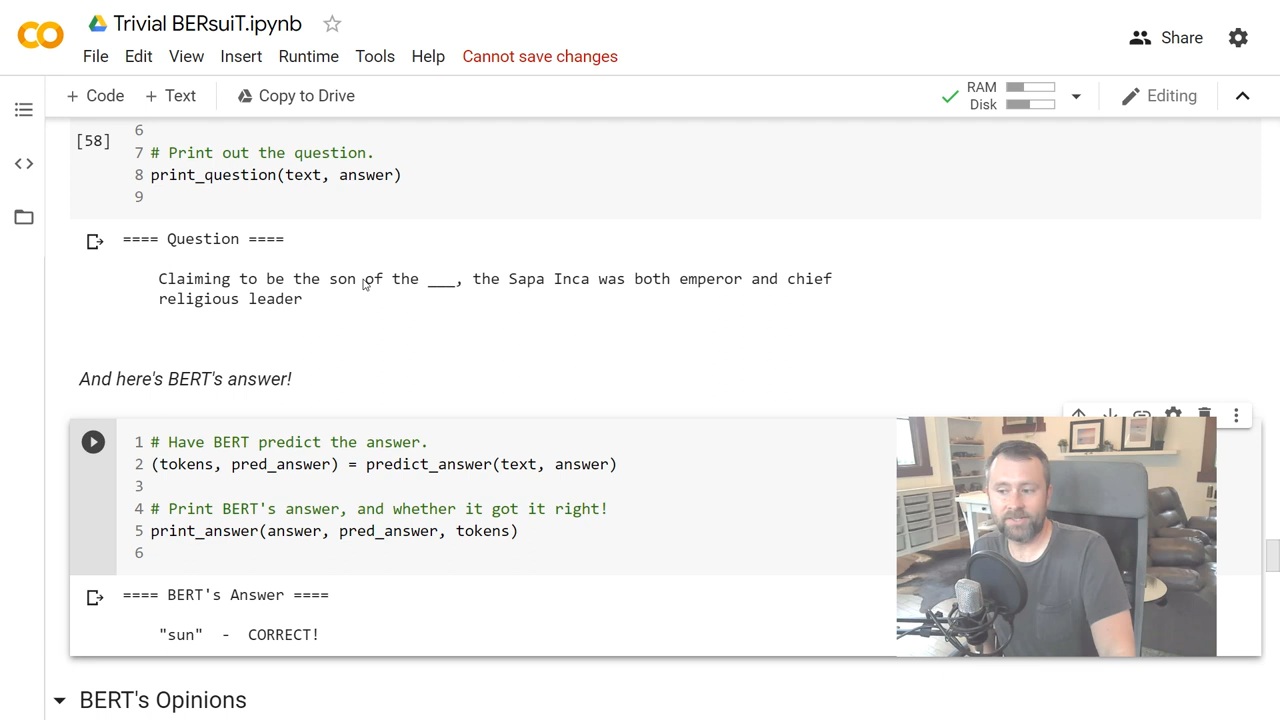 Trivial BERsuiT.ipynb
File Edit View Insert Runtime Tools Help Cannot save changes
Share
+ Code + Text Copy to Drive
RAM
Disk
Editing
[58]
6
7 # Print out the question.
8 print_question(text, answer)
9
==== Question ====
Claiming to be the son of the ___, the Sapa Inca was both emperor and chief
religious leader
And here's BERT's answer!
1 # Have BERT predict the answer.
2 (tokens, pred_answer) = predict_answer(text, answer)
3
4 # Print BERT's answer, and whether it got it right!
5 print_answer(answer, pred_answer, tokens)
6
==== BERT's Answer ====
"sun" - CORRECT!
BERT's Opinions